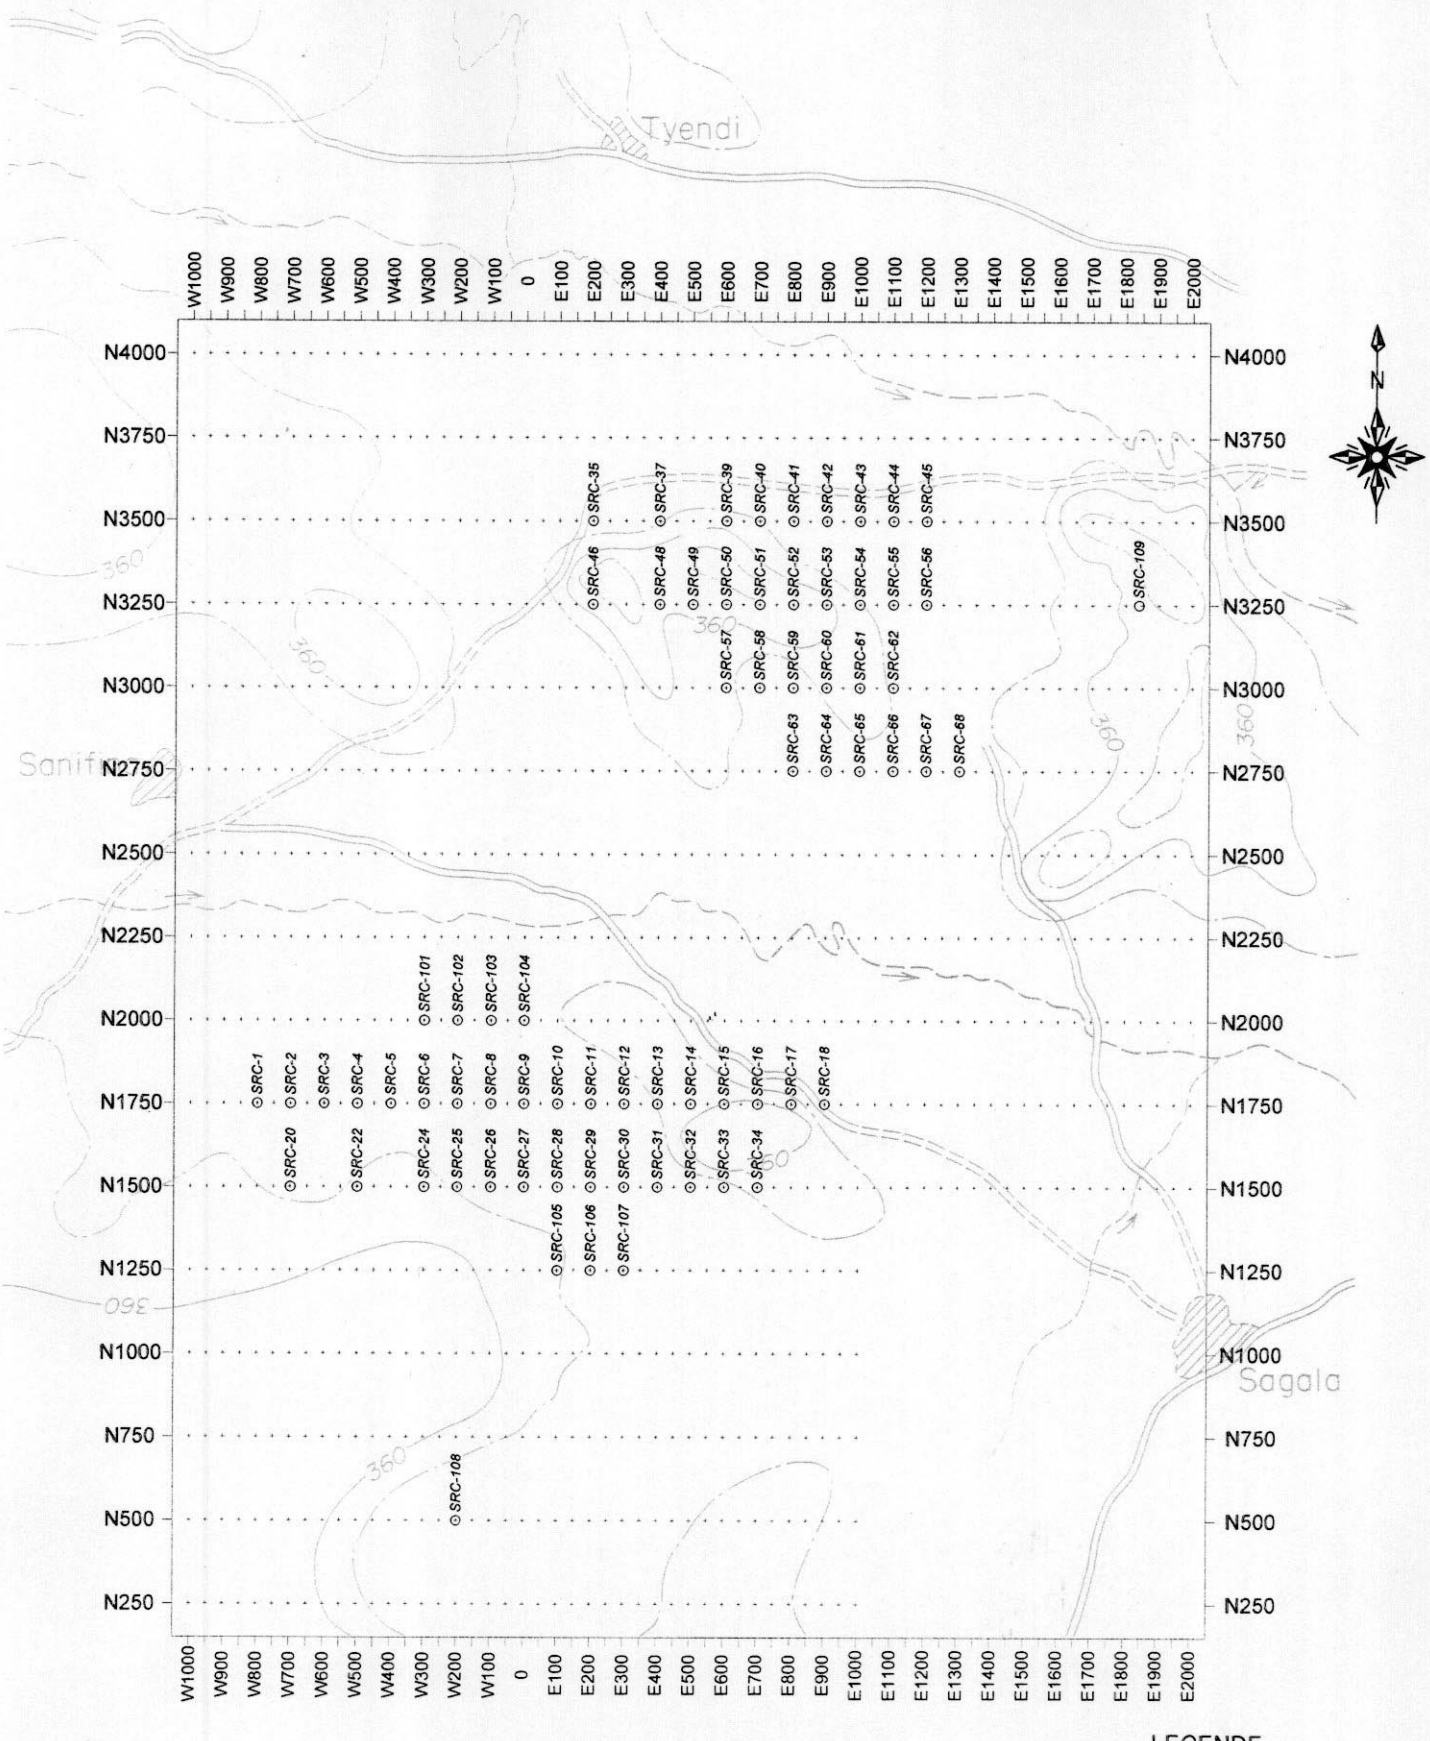 Tyendi
W1000 W900 W800 W700 W600 W500 W400 W300 W200 W100 0 E100 E200 E300 E400 E500 E600 E700 E800 E900 E1000 E1100 E1200 E1300 E1400 E1500 E1600 E1700 E1800 E1900 E2000
N4000 N4000
N
N3750 N3750
SRC-35 SRC-37 SRC-39 SRC-40 SRC-41 SRC-42 SRC-43 SRC-44 SRC-45
N3500 N3500
360
SRC-46 SRC-48 SRC-49 SRC-50 SRC-51 SRC-52 SRC-53 SRC-54 SRC-55 SRC-56 SRC-109
N3250 N3250
360
360
SRC-57 SRC-58 SRC-59 SRC-60 SRC-61 SRC-62
N3000 N3000
360
360
SRC-63 SRC-64 SRC-65 SRC-66 SRC-67 SRC-68
N2750 N2750
N2500 N2500
N2250 N2250
SRC-101 SRC-102 SRC-103 SRC-104
N2000 N2000
SRC-1 SRC-2 SRC-3 SRC-4 SRC-5 SRC-6 SRC-7 SRC-8 SRC-9 SRC-10 SRC-11 SRC-12 SRC-13 SRC-14 SRC-15 SRC-16 SRC-17 SRC-18
N1750 N1750
SRC-20 SRC-22 SRC-24 SRC-25 SRC-26 SRC-27 SRC-28 SRC-29 SRC-30 SRC-31 SRC-32 SRC-33 SRC-34
360
N1500 N1500
SRC-105 SRC-106 SRC-107
N1250 N1250
360
N1000 N1000
Sagala
N750 N750
360
SRC-108
N500 N500
N250 N250
W1000 W900 W800 W700 W600 W500 W400 W300 W200 W100 0 E100 E200 E300 E400 E500 E600 E700 E800 E900 E1000 E1100 E1200 E1300 E1400 E1500 E1600 E1700 E1800 E1900 E2000
LEGENDE